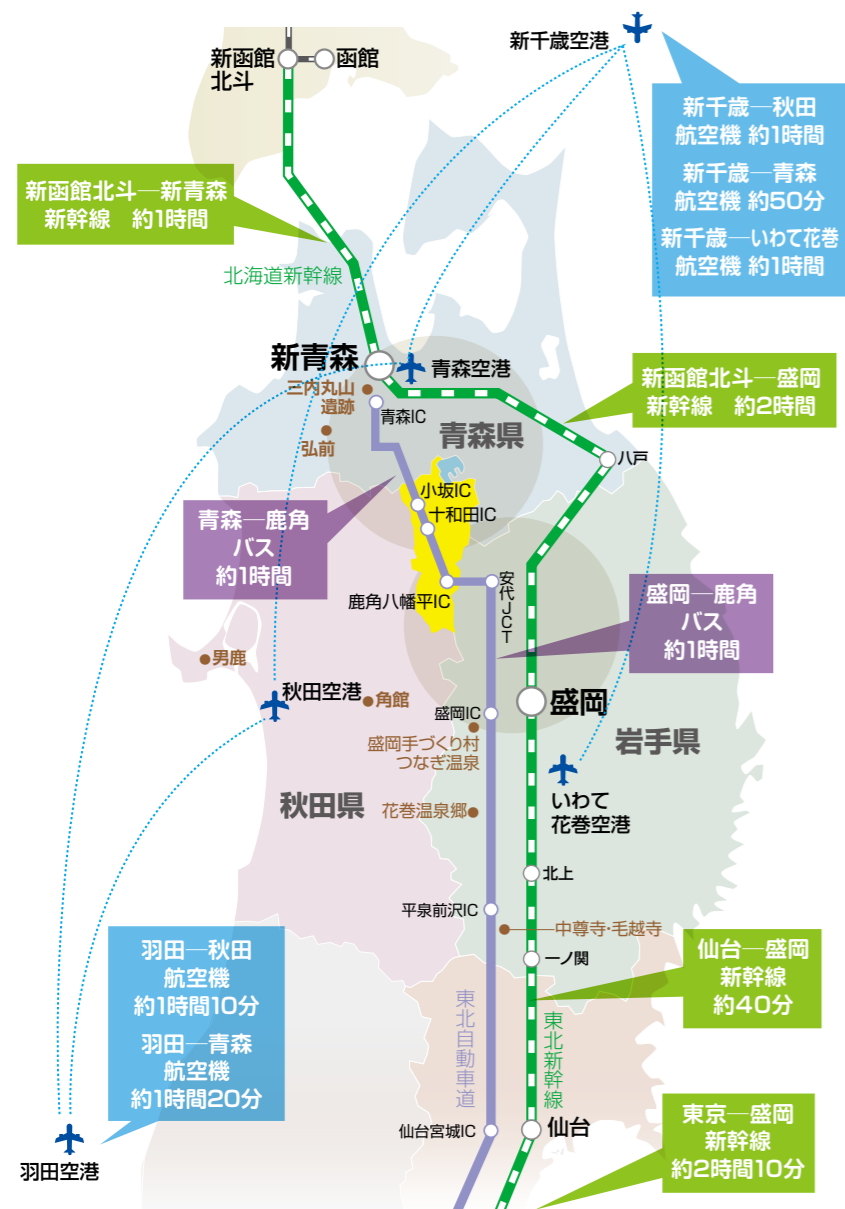 新千歳空港
新函館
北斗
函館
新千歳―秋田
航空機 約1時間
新千歳―青森
航空機 約50分
新千歳―いわて花巻
航空機 約1時間
新函館北斗―新青森
新幹線 約1時間
北海道新幹線
新青森
青森空港
三内丸山
遺跡
青森IC
弘前
青森県
新函館北斗―盛岡
新幹線 約2時間
八戸
小坂IC
十和田IC
青森―鹿角
バス
約1時間
鹿角八幡平IC
安代JCT
盛岡―鹿角
バス
約1時間
男鹿
秋田空港
角館
盛岡IC
盛岡
盛岡手づくり村
つなぎ温泉
岩手県
いわて
花巻空港
秋田県
花巻温泉郷
北上
平泉前沢IC
中尊寺・毛越寺
一ノ関
羽田―秋田
航空機
約1時間10分
羽田―青森
航空機
約1時間20分
仙台―盛岡
新幹線
約40分
東北自動車道
東北新幹線
仙台宮城IC
仙台
東京―盛岡
新幹線
約2時間10分
羽田空港